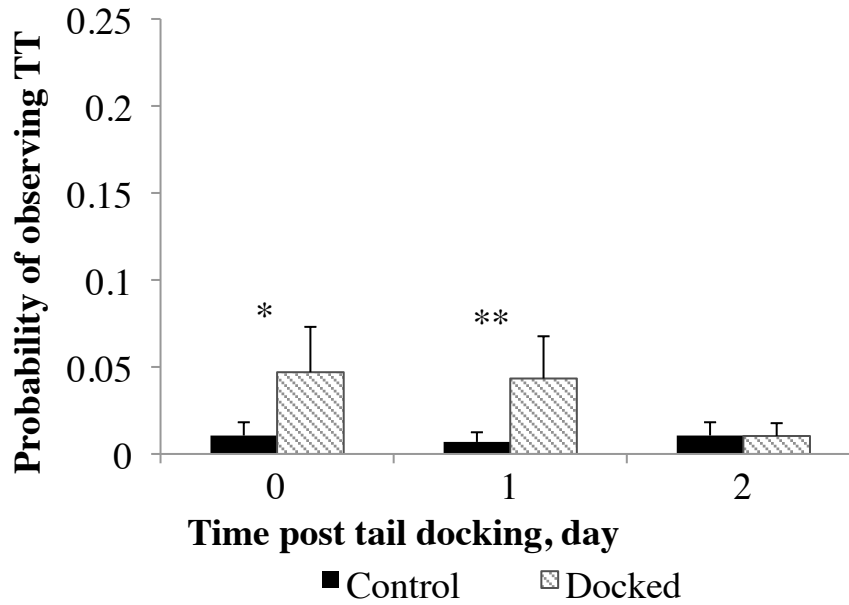 Probability of observing TT
0.25
0.2
0.15
0.1
0.05
0
*
**
0 1 2
Time post tail docking, day
Control Docked